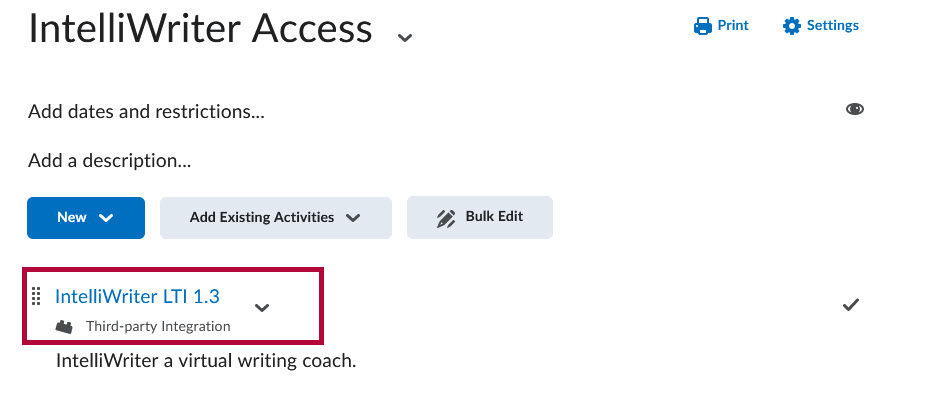 IntelliWriter Access
Print Settings
Add dates and restrictions...
Add a description...
New Add Existing Activities Bulk Edit
IntelliWriter LTI 1.3
Third-party Integration
IntelliWriter a virtual writing coach.